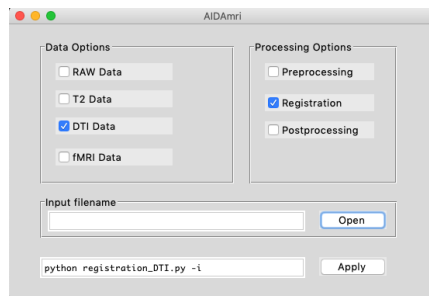 AIDAmri
Data Options
RAW Data
T2 Data
DTI Data
fMRI Data
Processing Options
Preprocessing
Registration
Postprocessing
Input filename
Open
python registration_DTI.py -i
Apply